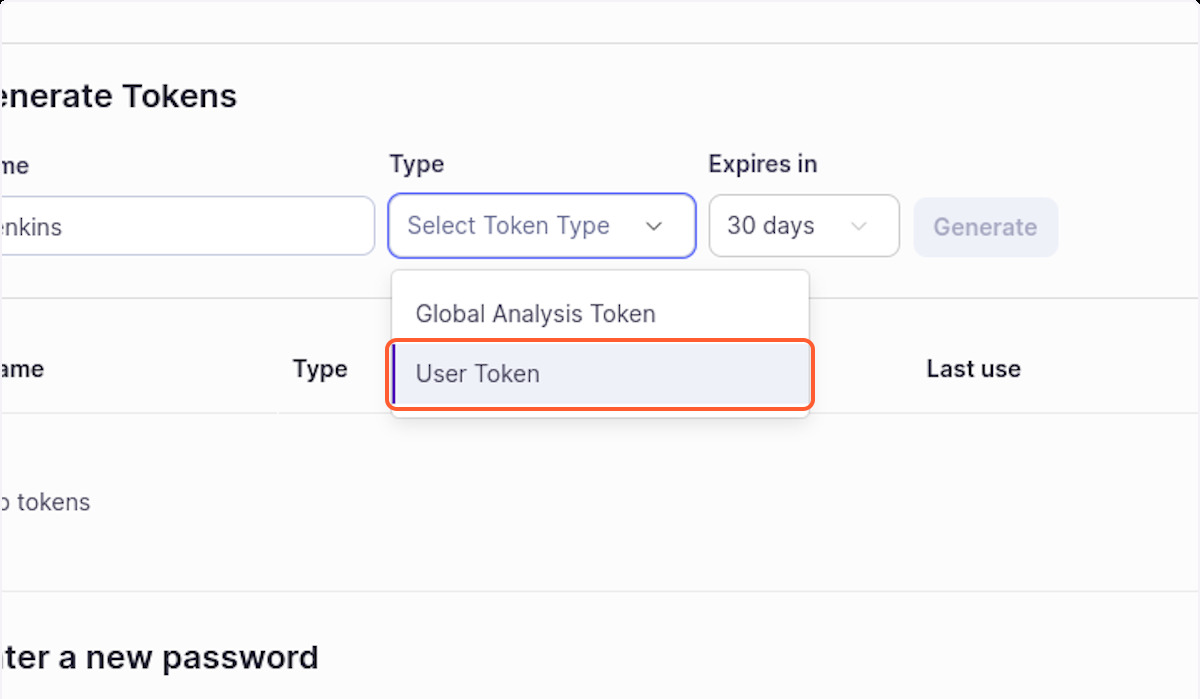 enerate Tokens
me
Type
Expires in
enkins
Select Token Type
30 days
Generate
Global Analysis Token
ame
Type
User Token
Last use
o tokens
ter a new password